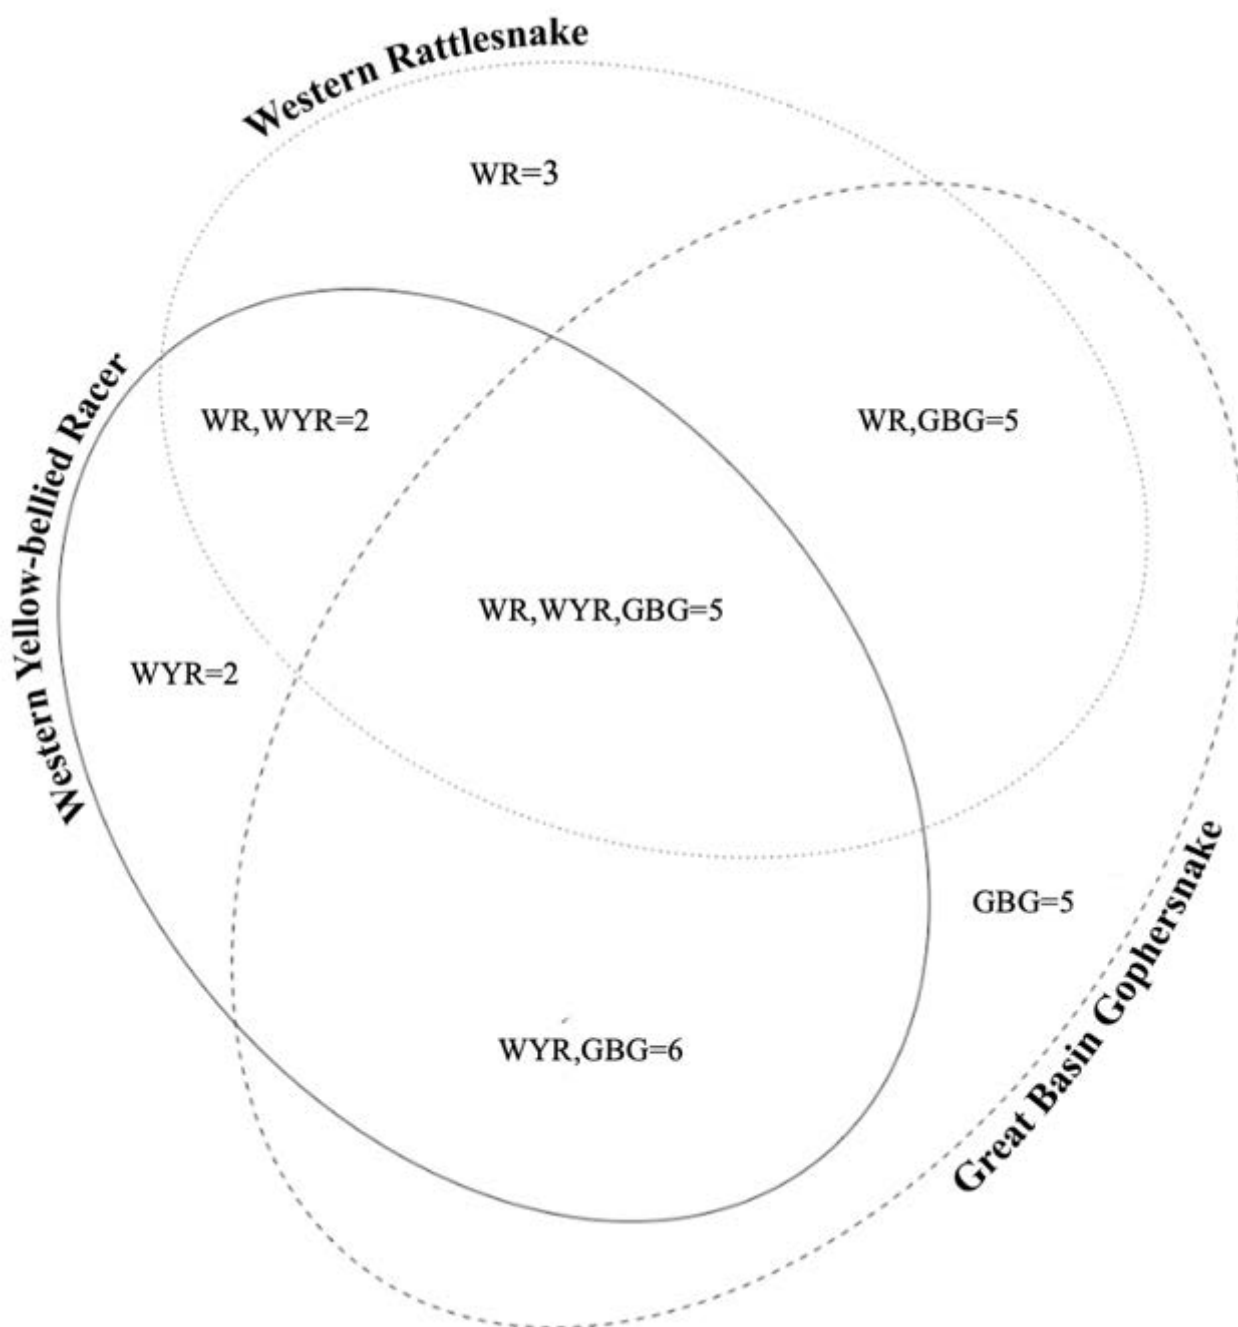 Western Rattlesnake
WR=3
Western Yellow-bellied Racer
WR,WYR=2
WR,GBG=5
WR,WYR,GBG=5
WYR=2
GBG=5
Great Basin Gophersnake
WYR,GBG=6